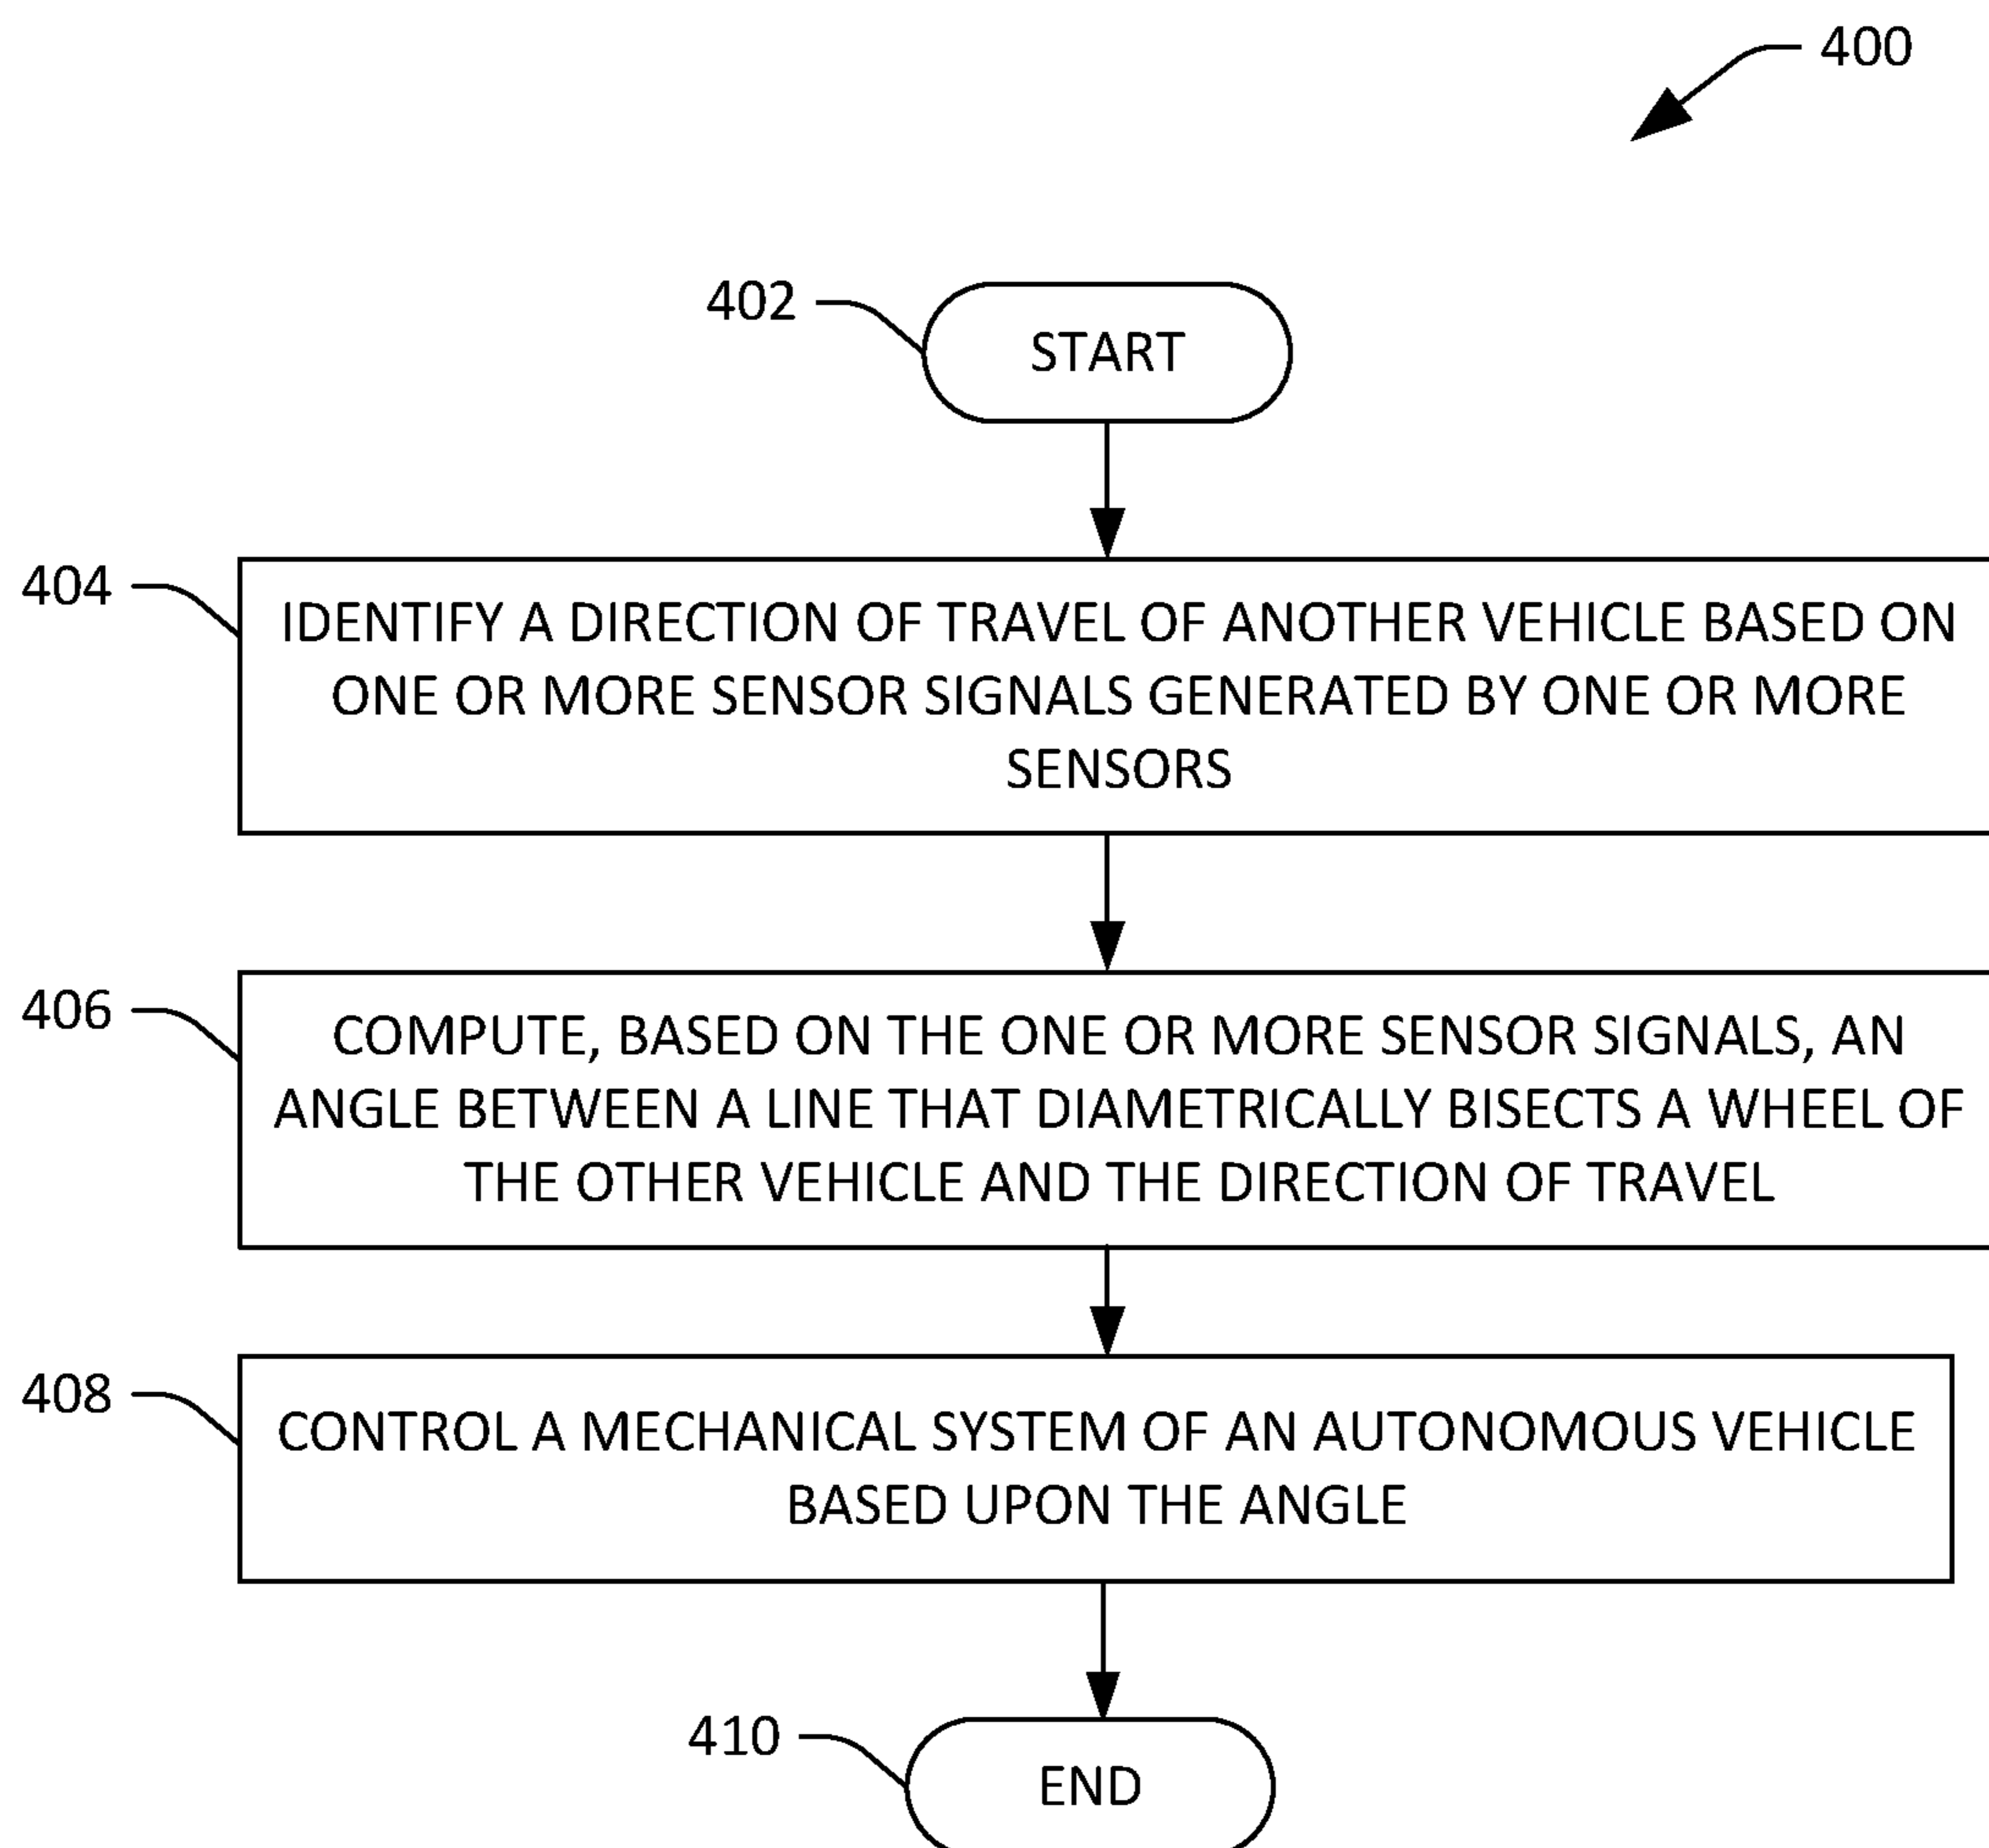 400
402
START
404
IDENTIFY A DIRECTION OF TRAVEL OF ANOTHER VEHICLE BASED ON
ONE OR MORE SENSOR SIGNALS GENERATED BY ONE OR MORE
SENSORS
406
COMPUTE, BASED ON THE ONE OR MORE SENSOR SIGNALS, AN
ANGLE BETWEEN A LINE THAT DIAMETRICALLY BISECTS A WHEEL OF
THE OTHER VEHICLE AND THE DIRECTION OF TRAVEL
408
CONTROL A MECHANICAL SYSTEM OF AN AUTONOMOUS VEHICLE
BASED UPON THE ANGLE
410
END